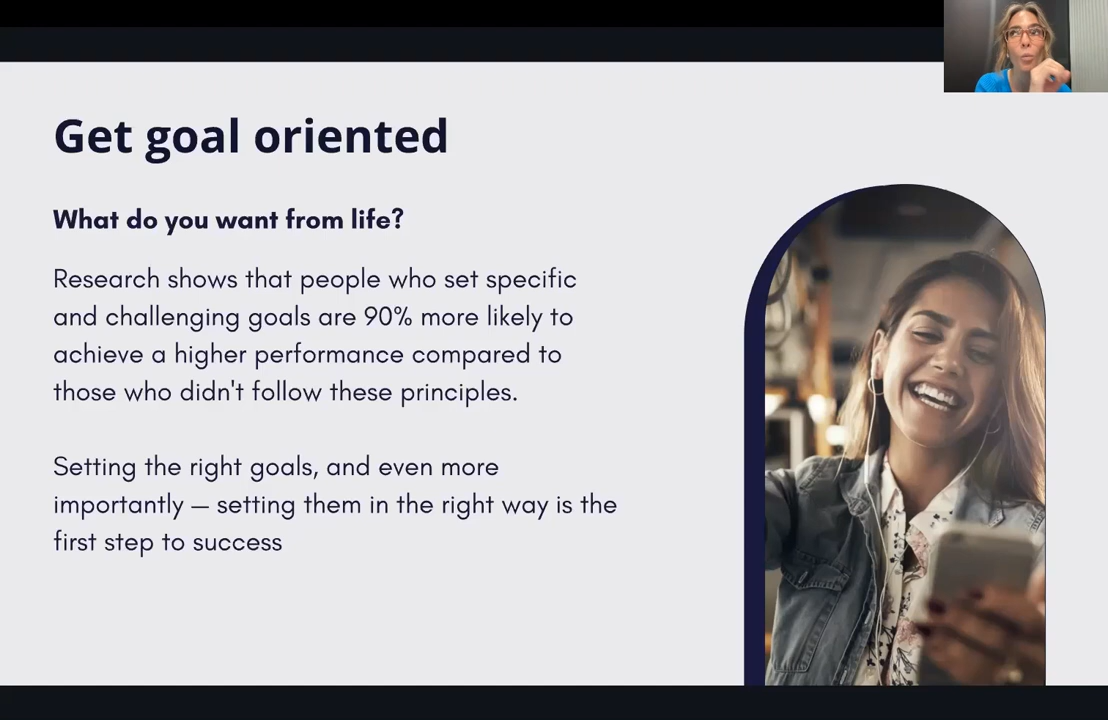 Get goal oriented
What do you want from life?
Research shows that people who set specific
and challenging goals are 90% more likely to
achieve a higher performance compared to
those who didn't follow these principles.
Setting the right goals, and even more
importantly — setting them in the right way is the
first step to success